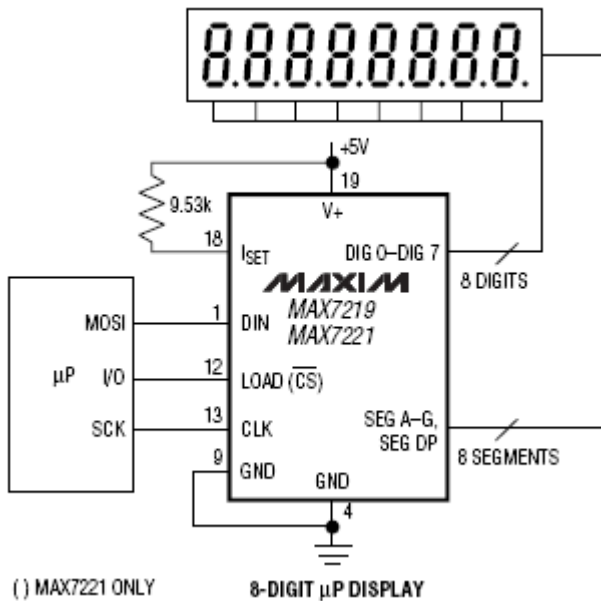 8.8.8.8.8.8.8.8.
+5V
19
9.53k
V+
18
ISET
DIG 0–DIG 7
8 DIGITS
MAXIM
MAX7219
MAX7221
MOSI
1
DIN
μP
I/O
12
LOAD (C̅S̅)
SCK
13
CLK
SEG A–G,
SEG DP
8 SEGMENTS
9
GND
GND
4
( ) MAX7221 ONLY
8-DIGIT μP DISPLAY